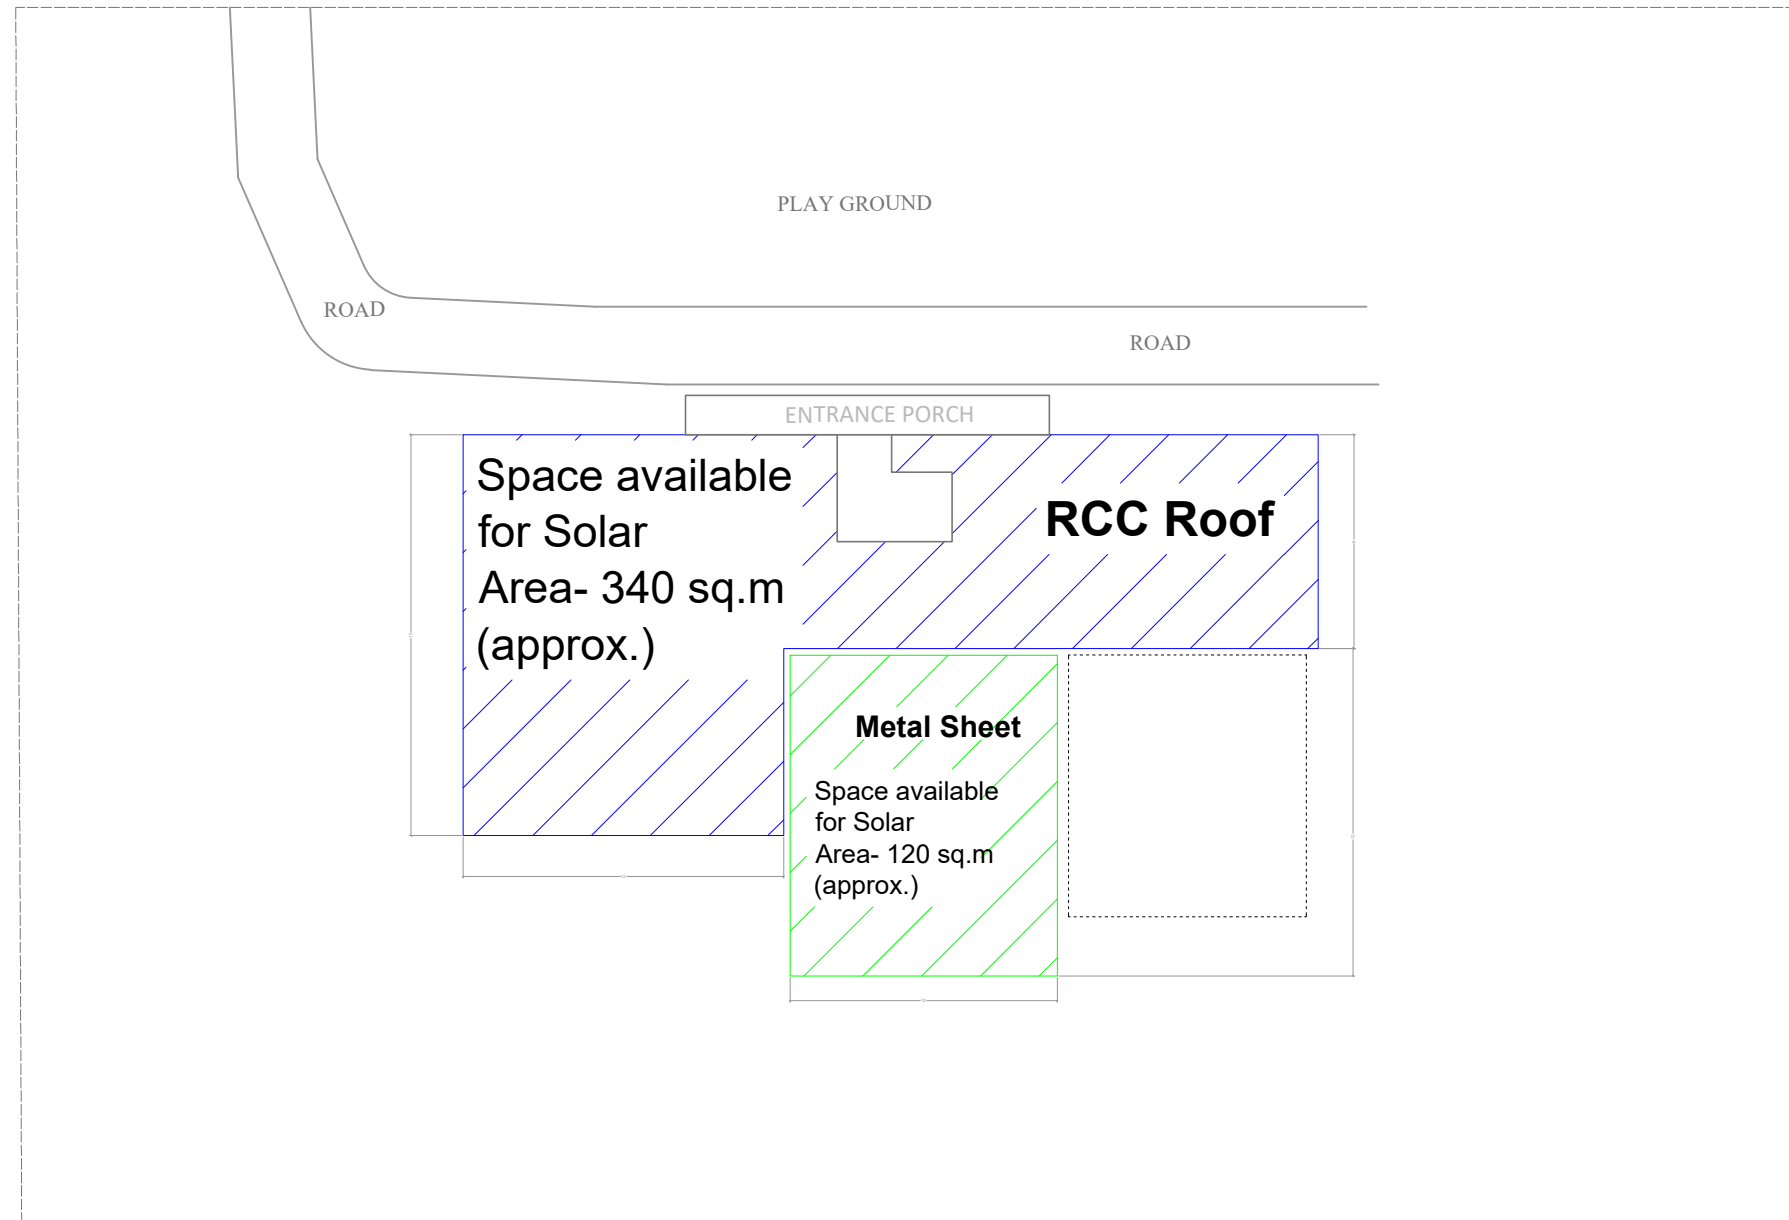 PLAY GROUND
ROAD
ROAD
ENTRANCE PORCH
Space available
for Solar
Area- 340 sq.m
(approx.)
RCC Roof
Metal Sheet
Space available
for Solar
Area- 120 sq.m
(approx.)